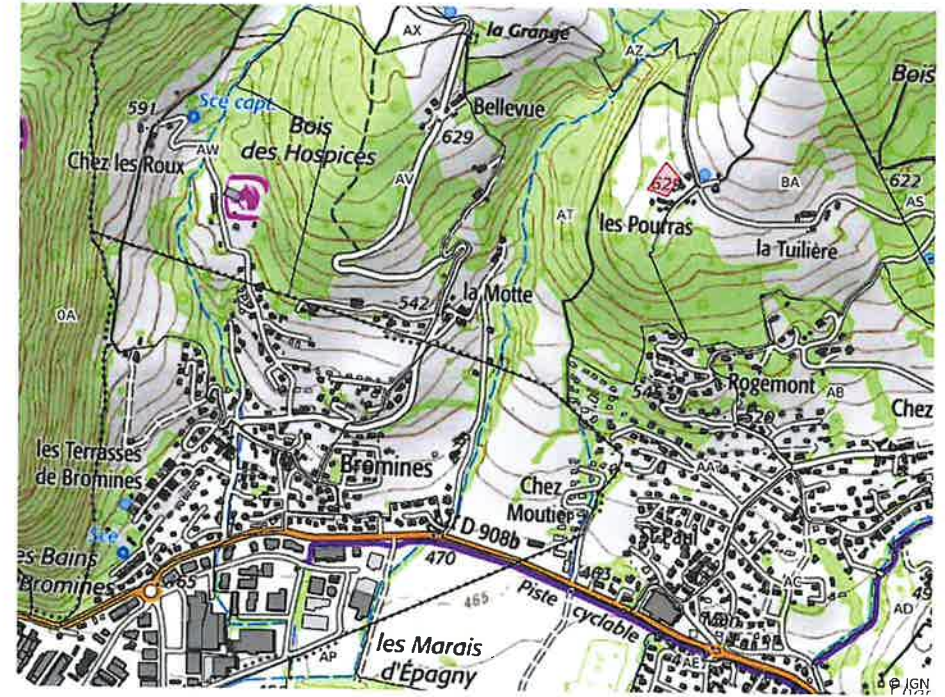 AX
la Grange
AZ
Bois
591
Sce capt.
Bellevue
Bois
des Hospices
629
Chez les Roux
AW
AV
BA
622
AS
AT
les Pourras
la Tuilière
la Motte
542
0A
Rogemont
AB
Chez
les Terrasses
de Bromines
Bromines
AA
Chez
Moutier
St-Paul
Sce
D 908b
es Bains
Bromines
470
465
Piste cyclable
AC
AD
les Marais
d'Épagny
AP
AE
© IGN